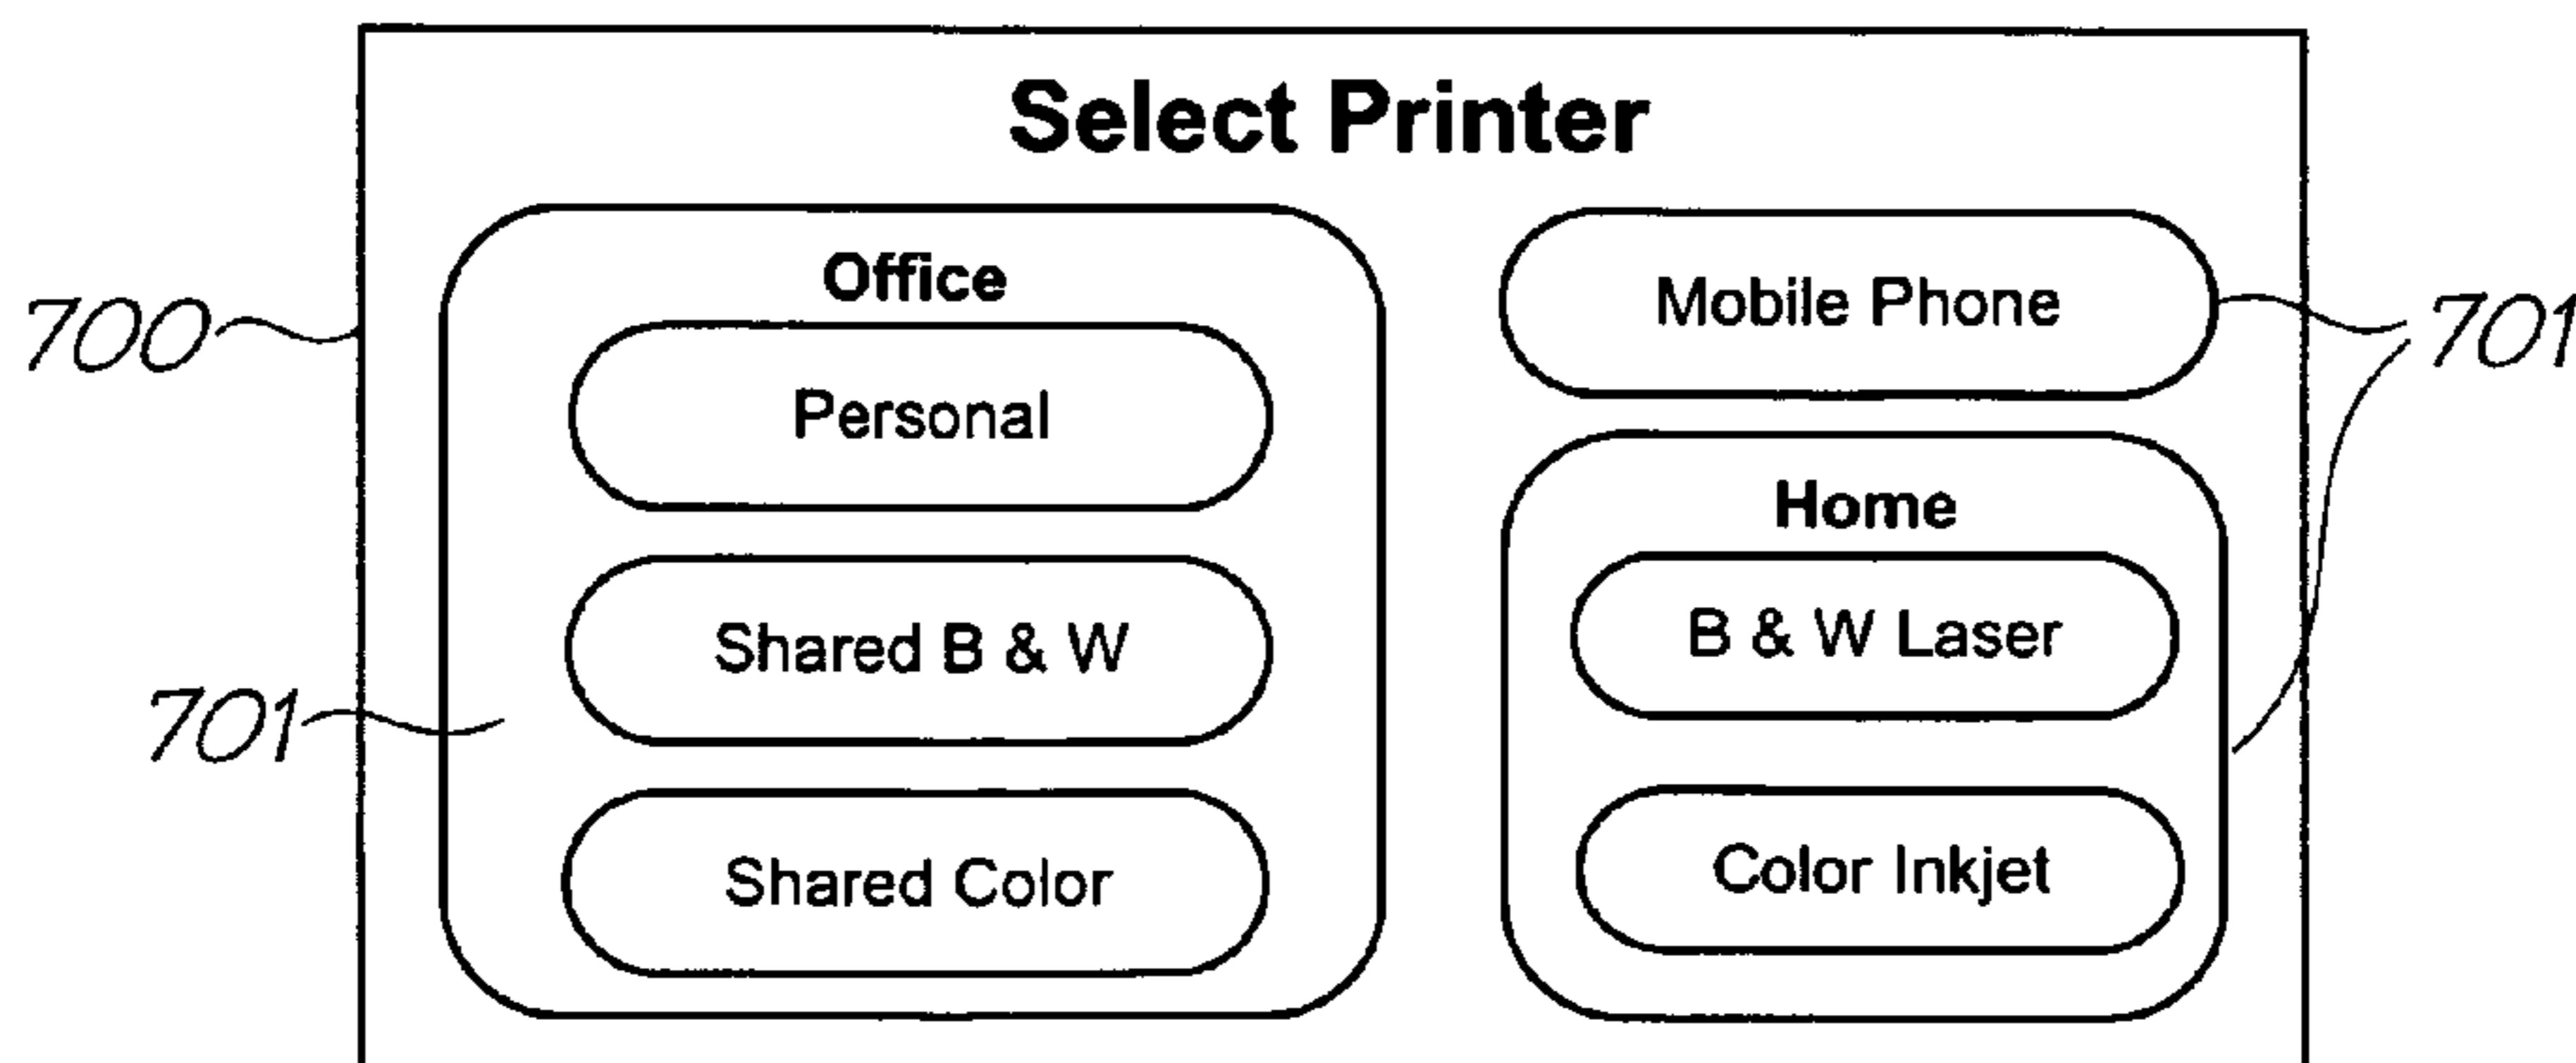 Select Printer
Office
Personal
Shared B & W
Shared Color
Mobile Phone
Home
B & W Laser
Color Inkjet
700
701
701